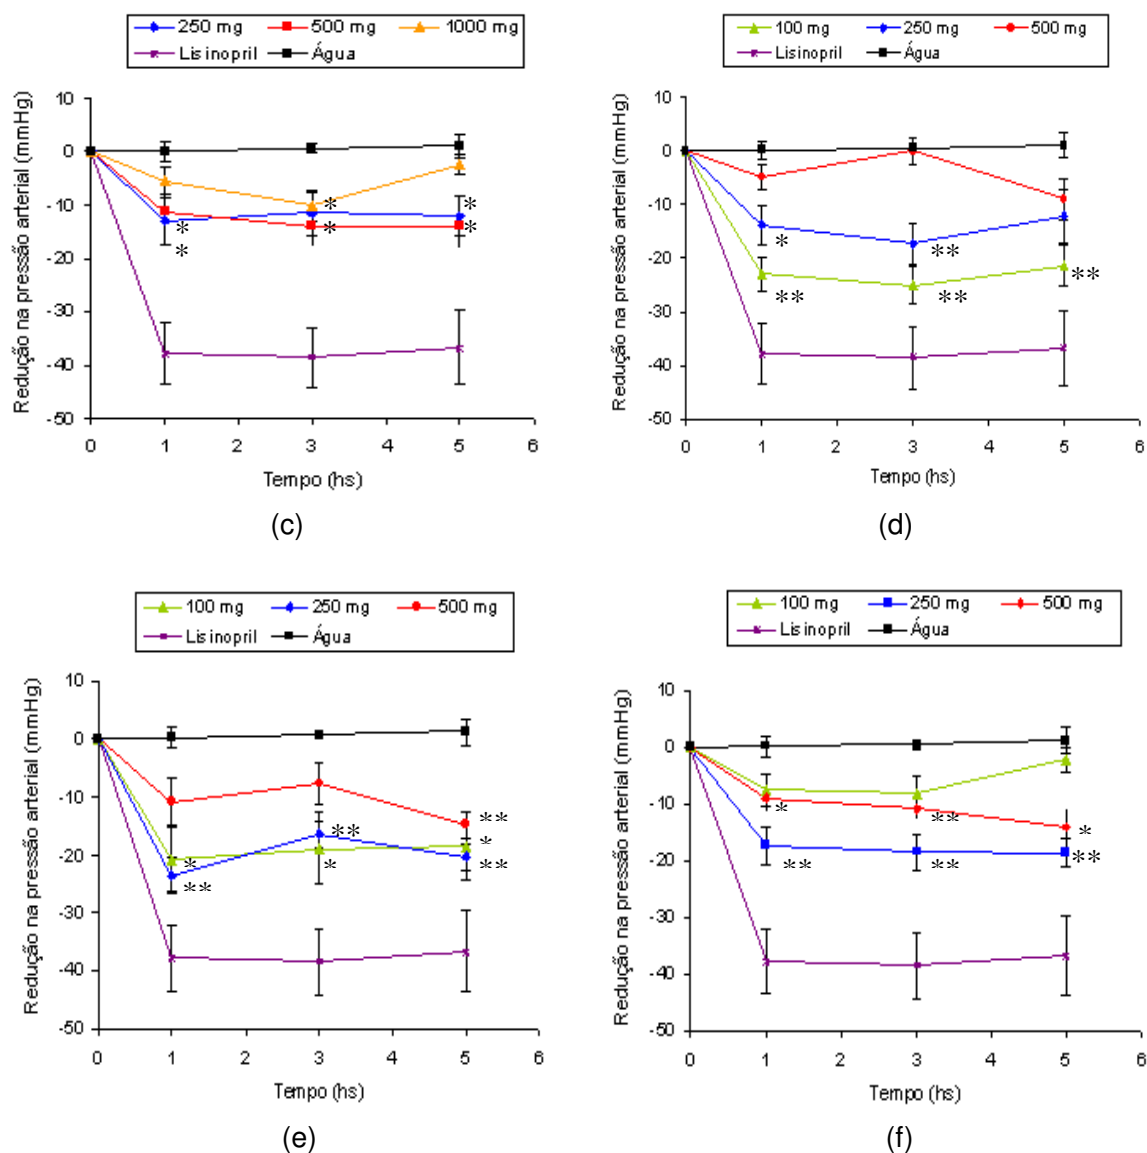 250 mg 500 mg 1000 mg
Lisinopril Água
Redução na pressão arterial (mmHg)
10
0
-10
-20
-30
-40
-50
* *
* *
*
*
0 1 2 3 4 5 6
Tempo (hs)
(c)
100 mg 250 mg 500 mg
Lisinopril Água
Redução na pressão arterial (mmHg)
10
0
-10
-20
-30
-40
-50
* **
** ** **
0 1 2 3 4 5 6
Tempo (hs)
(d)
100 mg 250 mg 500 mg
Lisinopril Água
Redução na pressão arterial (mmHg)
10
0
-10
-20
-30
-40
-50
** **
*
* * **
**
0 1 2 3 4 5 6
Tempo (hs)
(e)
100 mg 250 mg 500 mg
Lisinopril Água
Redução na pressão arterial (mmHg)
10
0
-10
-20
-30
-40
-50
* ** *
** ** **
0 1 2 3 4 5 6
Tempo (hs)
(f)